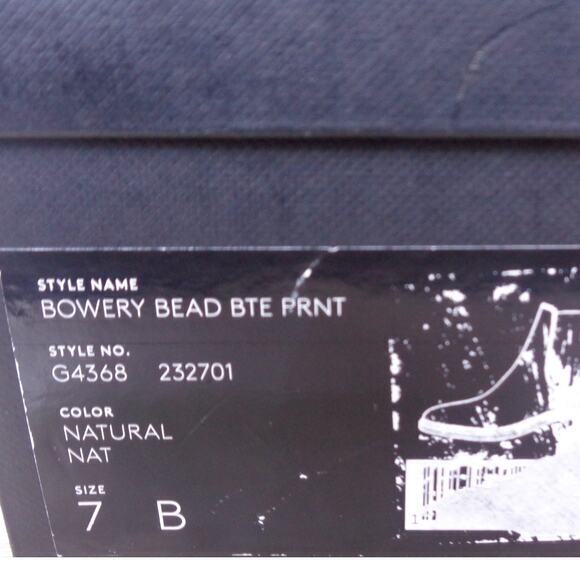 STYLE NAME
BOWERY BEAD BTE PRNT
STYLE NO.
G4368 232701
COLOR
NATURAL
NAT
SIZE
7 B